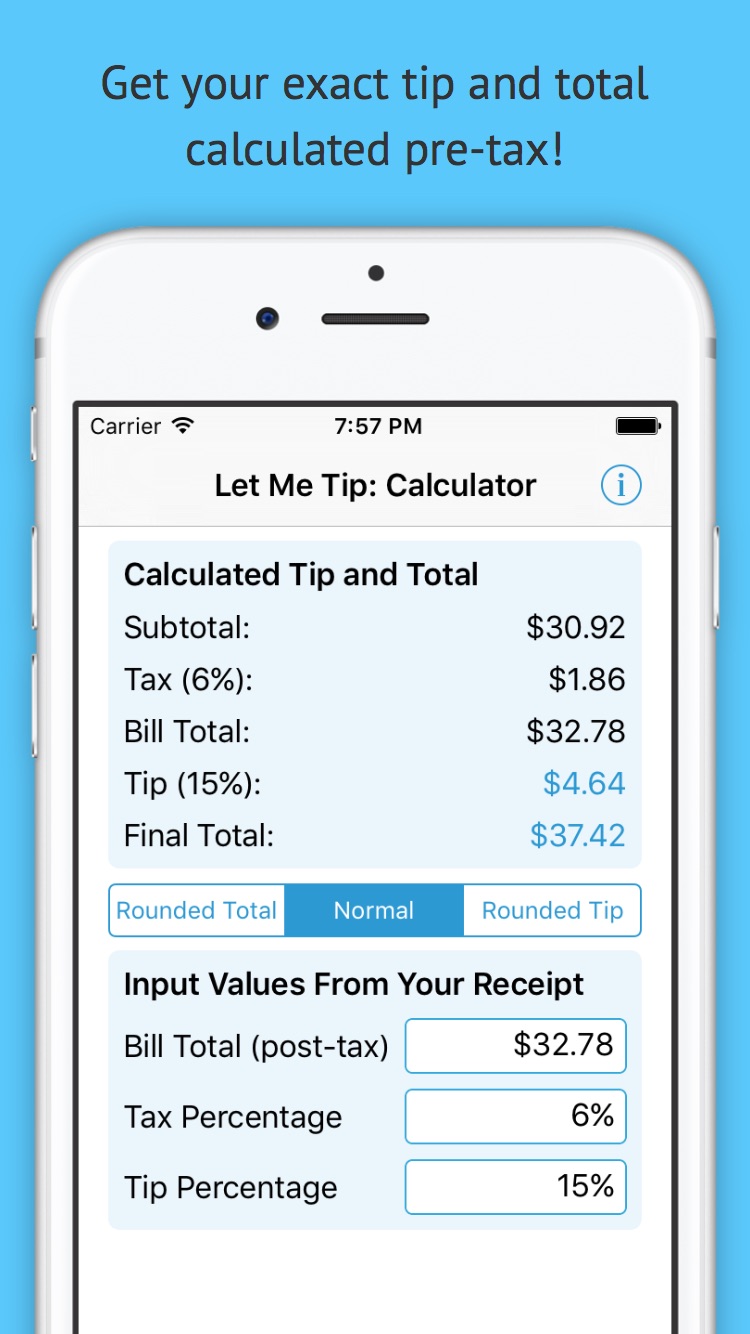 Get your exact tip and total
calculated pre-tax!
Carrier 7:57 PM
Let Me Tip: Calculator i
Calculated Tip and Total
Subtotal: $30.92
Tax (6%): $1.86
Bill Total: $32.78
Tip (15%): $4.64
Final Total: $37.42
Rounded Total Normal Rounded Tip
Input Values From Your Receipt
Bill Total (post-tax) $32.78
Tax Percentage 6%
Tip Percentage 15%